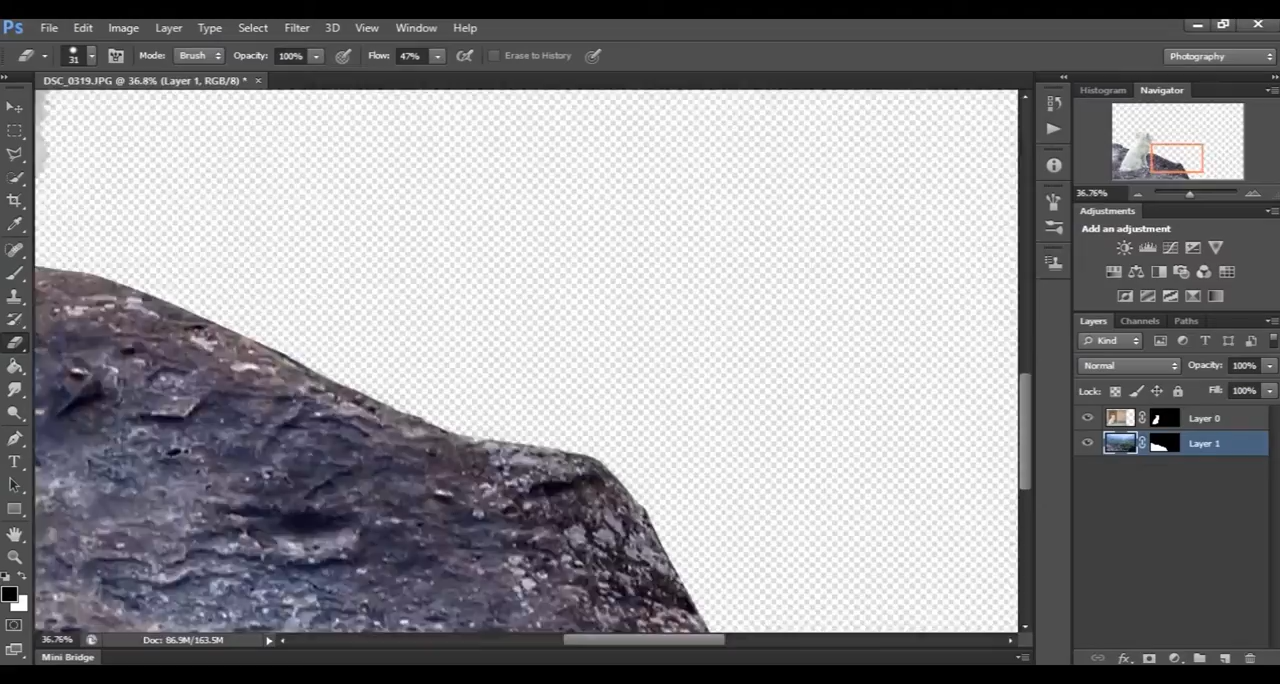 Ps File Edit Image Layer Type Select Filter 3D View Window Help
31 Mode: Brush Opacity: 100% Flow: 47% Erase to History Photography
DSC_0319.JPG @ 36.8% (Layer 1, RGB/8) * ×
Histogram Navigator
36.76%
Adjustments
Add an adjustment
Layers Channels Paths
Kind
Normal Opacity: 100%
Lock: Fill: 100%
Layer 0
Layer 1
36.76% Doc: 86.9M/163.5M
Mini Bridge